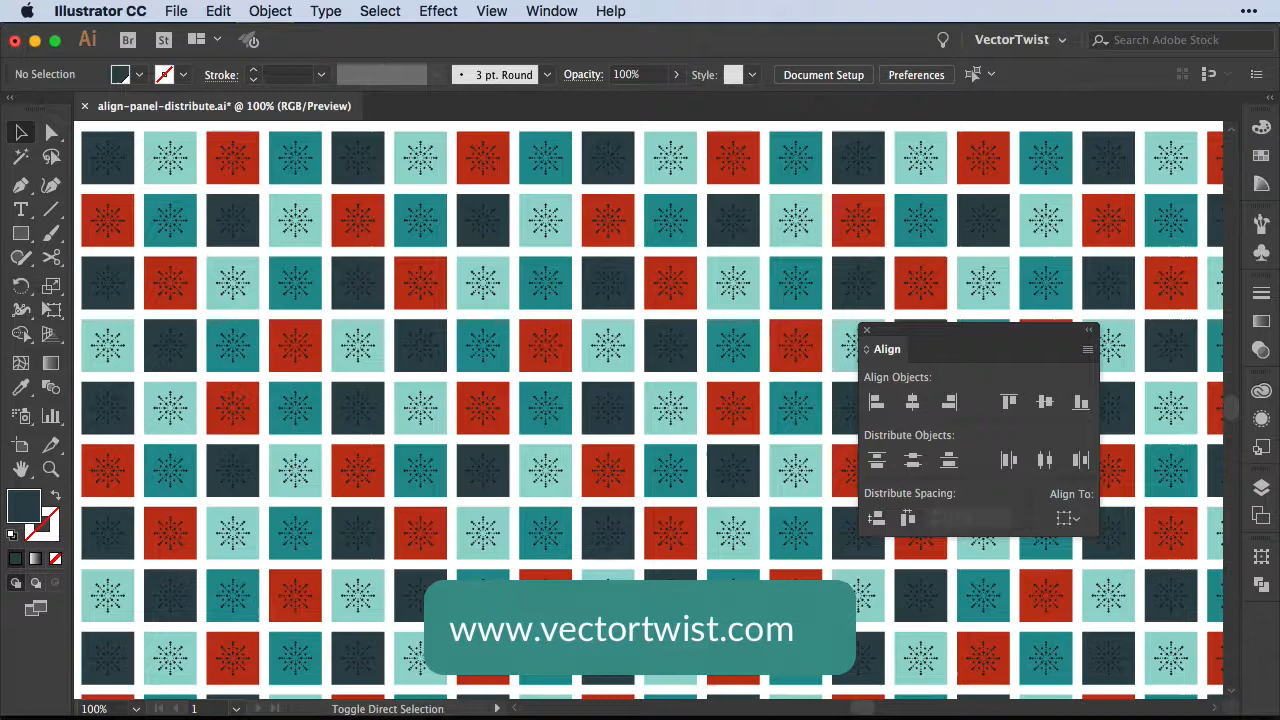 Illustrator CC File Edit Object Type Select Effect View Window Help
Ai Br St VectorTwist Search Adobe Stock
No Selection Stroke: 3 pt. Round Opacity: 100% Style: Document Setup Preferences
align-panel-distribute.ai* @ 100% (RGB/Preview)
Align
Align Objects:
Distribute Objects:
Distribute Spacing: Align To:
www.vectortwist.com
100% 1 Toggle Direct Selection